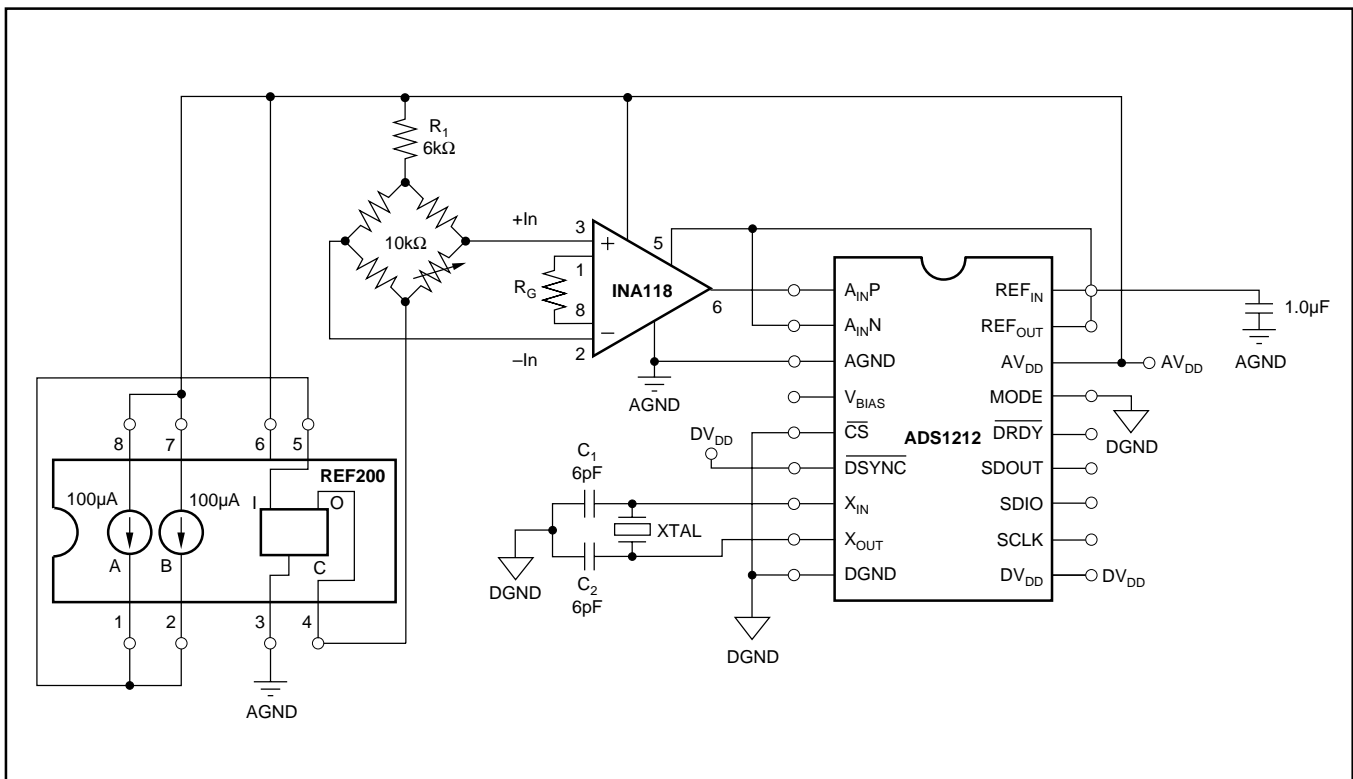 R1
6kΩ
10kΩ
+In
–In
3
1
8
2
5
6
+
–
RG
INA118
AGND
AINP
AINN
AGND
VBIAS
CS
DSYNC
XIN
XOUT
DGND
ADS1212
REFIN
REFOUT
AVDD
MODE
DRDY
SDOUT
SDIO
SCLK
DVDD
1.0µF
AGND
AVDD
DGND
DVDD
DVDD
C1
6pF
XTAL
C2
6pF
DGND
DGND
8 7 6 5
REF200
100µA 100µA I O
A B C
1 2 3 4
AGND